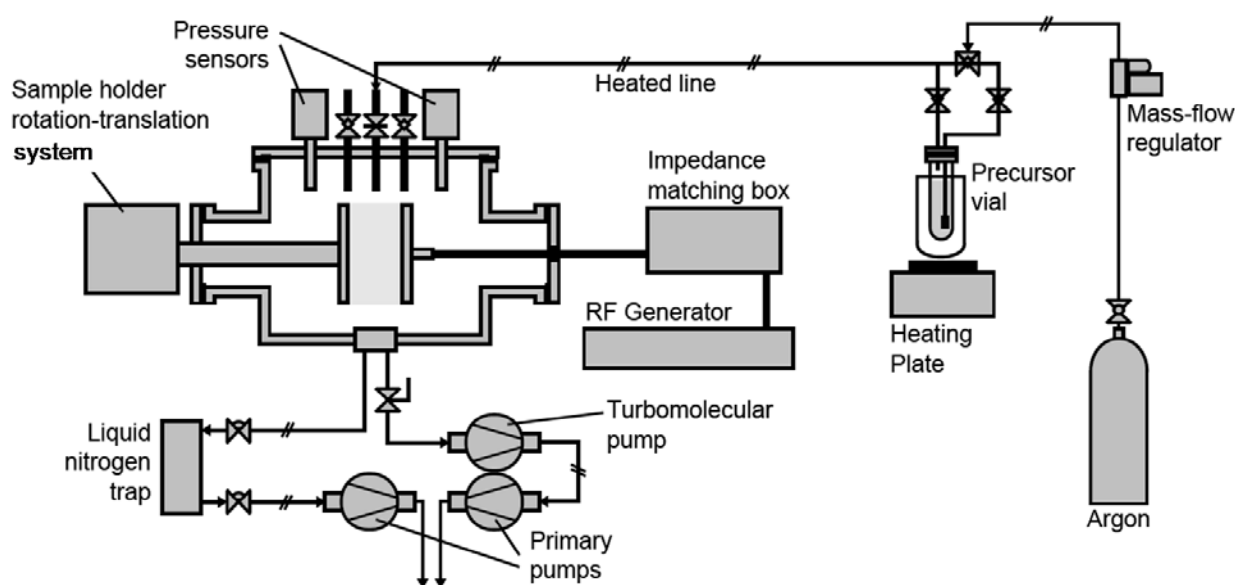 Pressure
sensors
Sample holder
rotation-translation
system
Heated line
Mass-flow
regulator
Impedance
matching box
Precursor
vial
RF Generator
Heating
Plate
Turbomolecular
pump
Liquid
nitrogen
trap
Primary
pumps
Argon